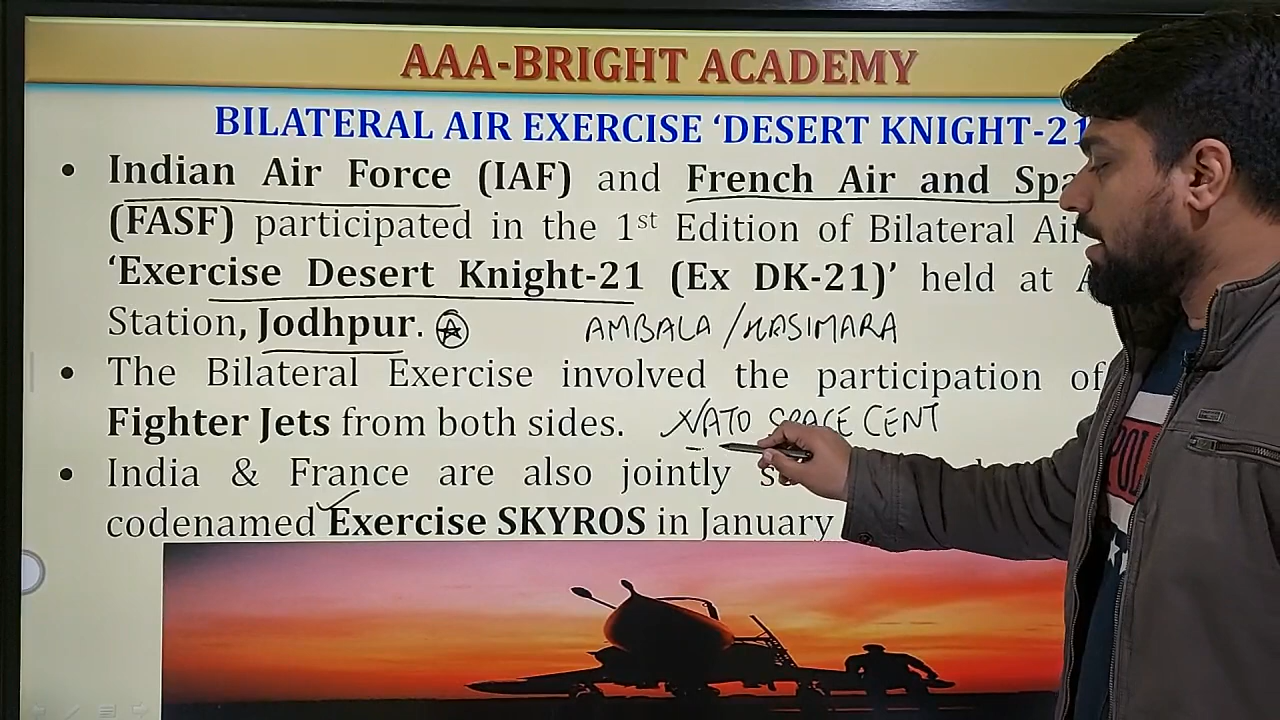 AAA-BRIGHT ACADEMY
BILATERAL AIR EXERCISE ‘DESERT KNIGHT-21
• Indian Air Force (IAF) and French Air and
(FASF) participated in the 1st Edition of Bilateral Air
‘Exercise Desert Knight-21 (Ex DK-21)’ held at
Station, Jodhpur. AMBALA / HASIMARA
• The Bilateral Exercise involved the participation of
Fighter Jets from both sides. NATO SPACE CENT
• India & France are also jointly
codenamed Exercise SKYROS in January
POL